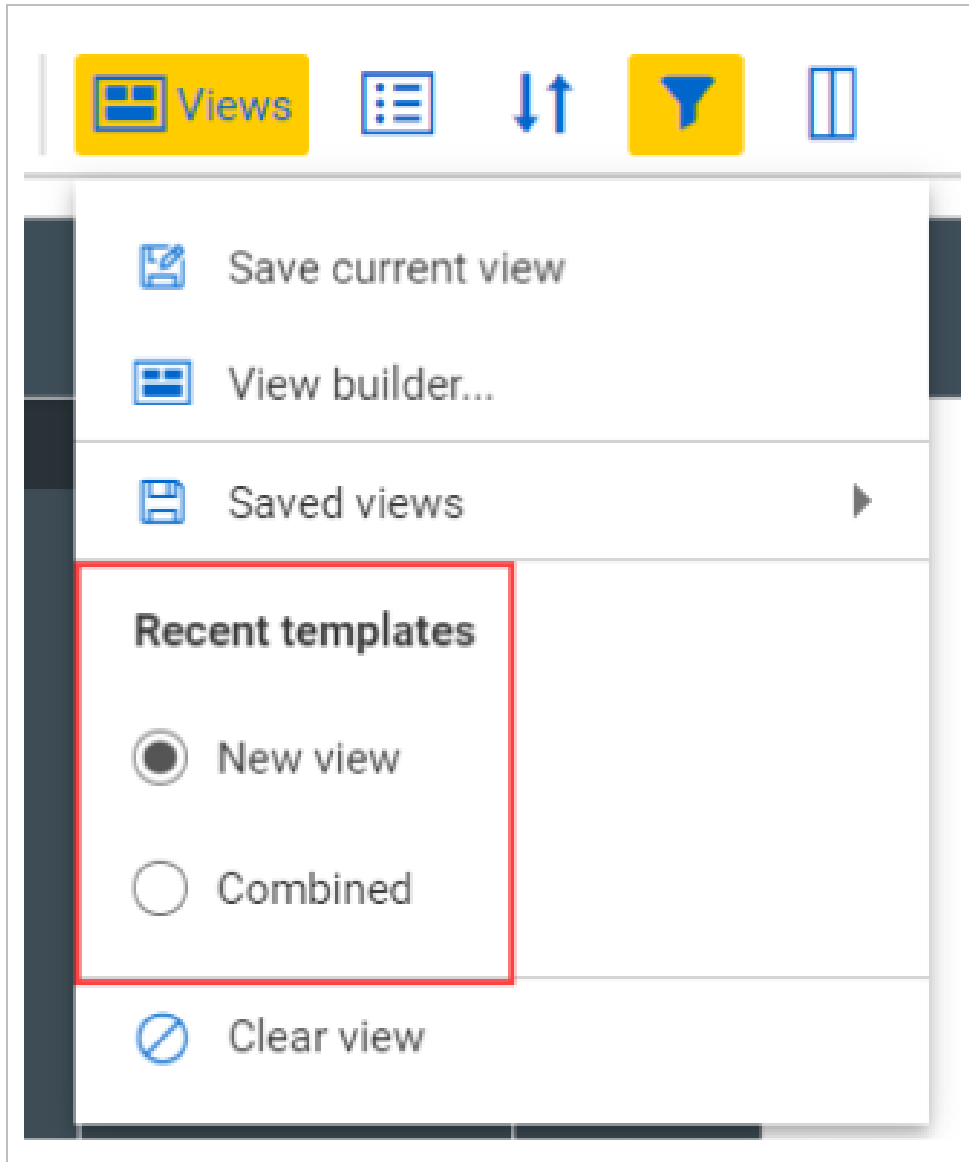 Views
Save current view
View builder...
Saved views
Recent templates
New view
Combined
Clear view